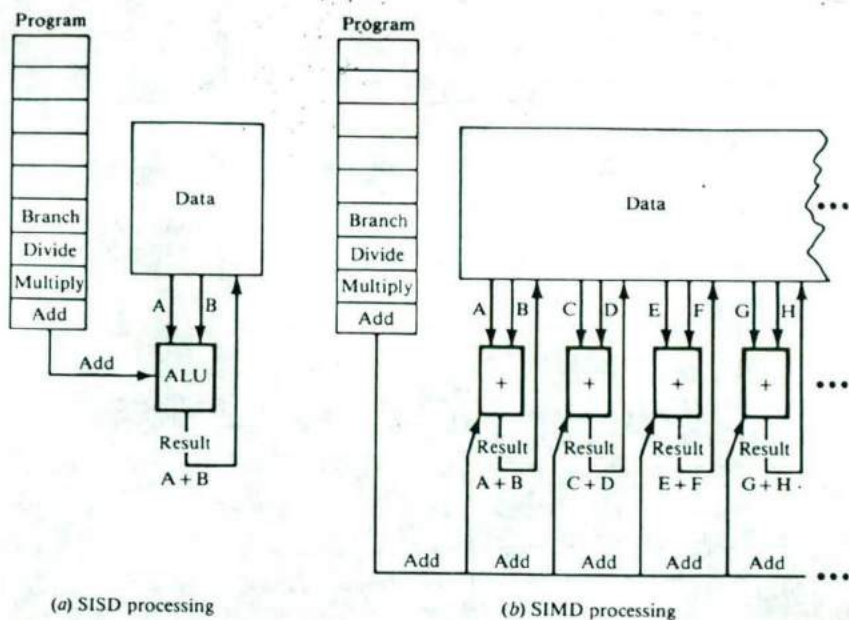 Program
Branch
Divide
Multiply
Add
Data
A
B
Add
ALU
Result
A + B
(a) SISD processing
Program
Branch
Divide
Multiply
Add
Data
A B C D E F G H
+ + + +
Result Result Result Result
A + B C + D E + F G + H
Add Add Add Add
(b) SIMD processing